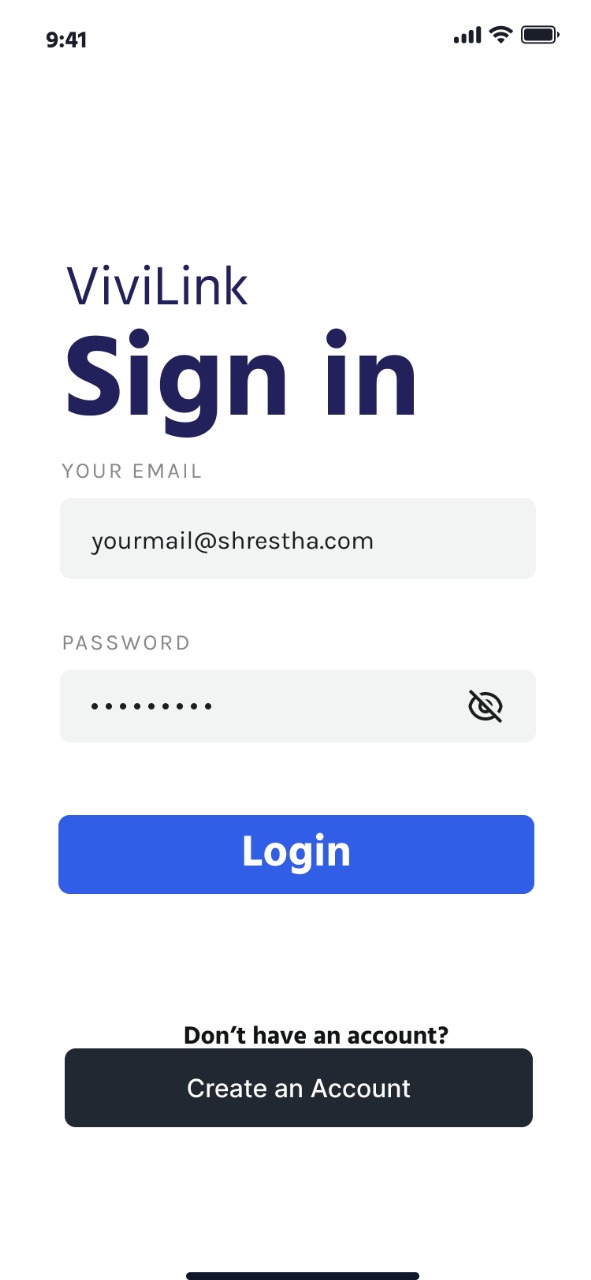 9:41
ViviLink
Sign in
YOUR EMAIL
yourmail@shrestha.com
PASSWORD
•••••••••
Login
Don’t have an account?
Create an Account